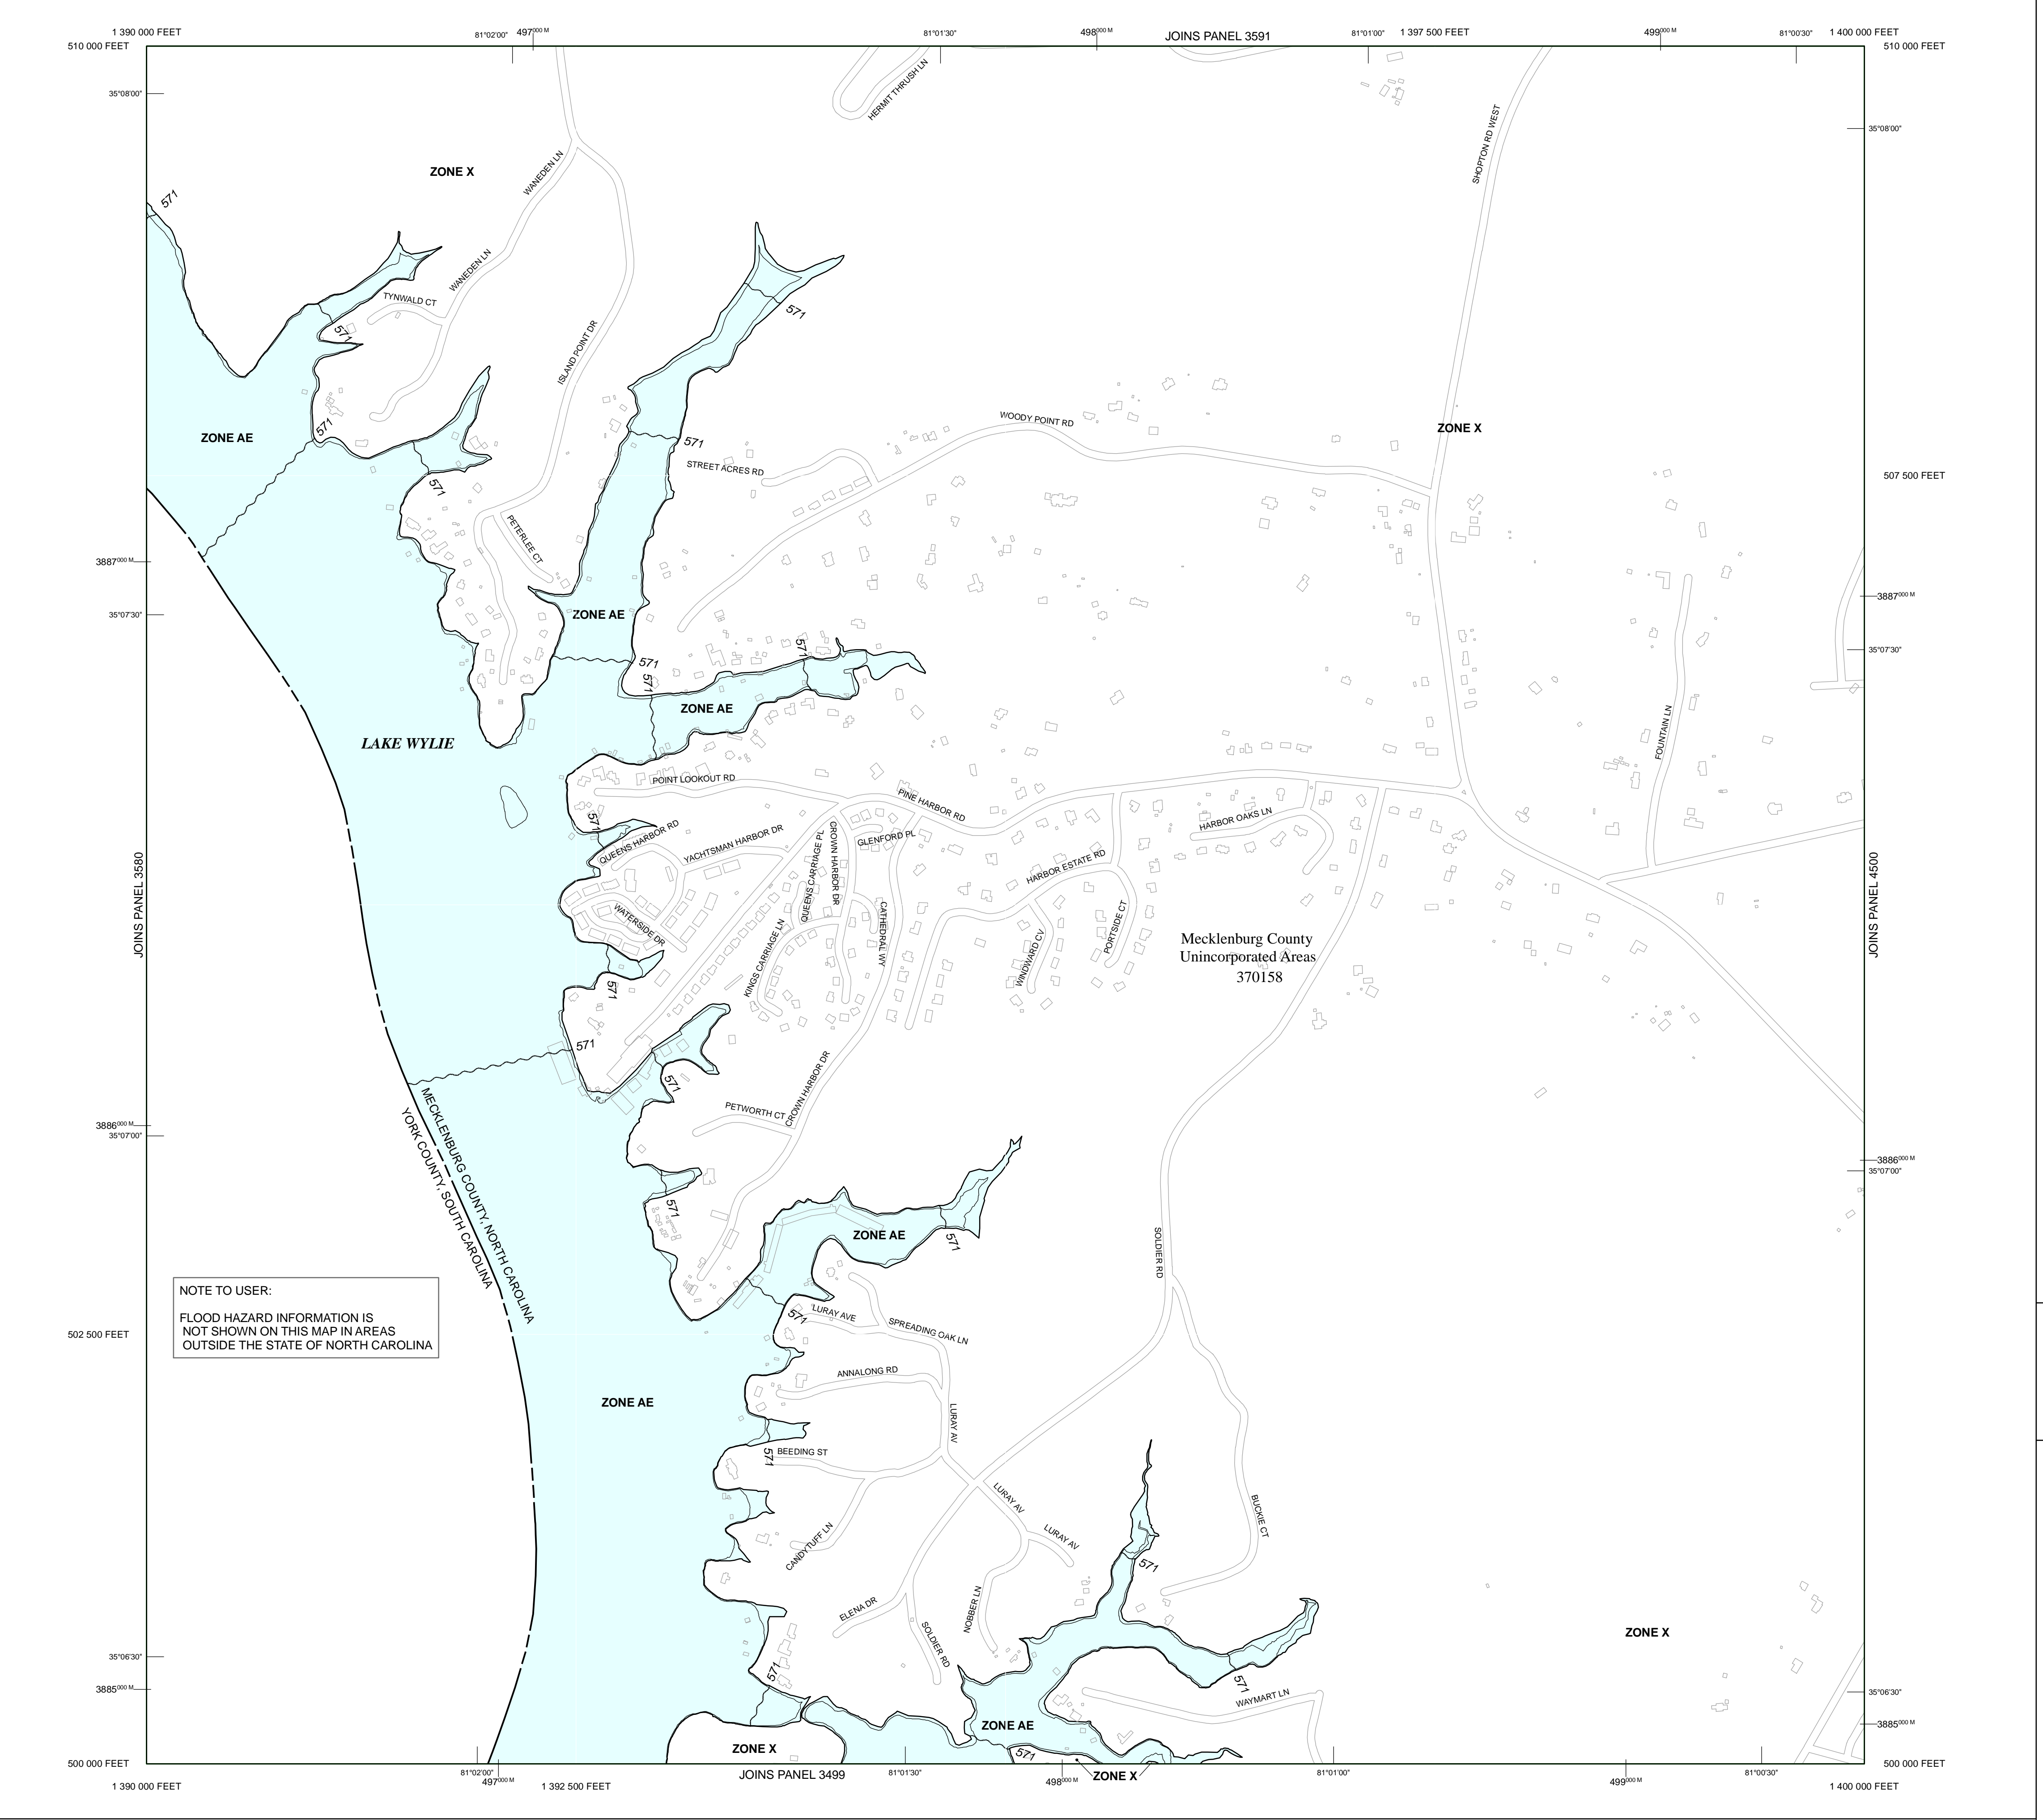 1 390 000 FEET
81°02'00"
497000 M
81°01'30"
498000 M
JOINS PANEL 3591
81°01'00"
1 397 500 FEET
499000 M
81°00'30"
1 400 000 FEET
510 000 FEET
510 000 FEET
35°08'00"
35°08'00"
HERMIT THRUSH LN
SHOPTON RD WEST
ZONE X
WANEDEN LN
571
WANEDEN LN
TYNWALD CT
571
571
ISLAND POINT DR
WOODY POINT RD
571
ZONE AE
ZONE X
571
STREET ACRES RD
507 500 FEET
571
PETERLEE CT
3887000 M
3887000 M
35°07'30"
ZONE AE
35°07'30"
571
571
571
ZONE AE
FOUNTAIN LN
LAKE WYLIE
POINT LOOKOUT RD
PINE HARBOR RD
571
QUEENS HARBOR RD
YACHTSMAN HARBOR DR
QUEENS CARRIAGE PL
CROWN HARBOR DR
GLENFORD PL
HARBOR OAKS LN
HARBOR ESTATE RD
JOINS PANEL 3580
JOINS PANEL 4500
WATERSIDE DR
CATHEDRAL WY
KINGS CARRIAGE LN
WINDWARD CV
PORTSIDE CT
Mecklenburg County
Unincorporated Areas
370158
571
571
571
CROWN HARBOR DR
PETWORTH CT
MECKLENBURG COUNTY, NORTH CAROLINA
YORK COUNTY, SOUTH CAROLINA
3886000 M
35°07'00"
3886000 M
35°07'00"
571
ZONE AE
571
SOLDIER RD
NOTE TO USER:
FLOOD HAZARD INFORMATION IS
NOT SHOWN ON THIS MAP IN AREAS
OUTSIDE THE STATE OF NORTH CAROLINA
502 500 FEET
571
LURAY AVE
SPREADING OAK LN
ANNALONG RD
ZONE AE
LURAY AV
571
BEEDING ST
LURAY AV
LURAY AV
BUCKIE CT
CANDYTUFF LN
571
ELENA DR
NOBBER LN
SOLDIER RD
ZONE X
35°06'30"
3885000 M
571
571
WAYMART LN
35°06'30"
3885000 M
ZONE AE
ZONE X
571
500 000 FEET
500 000 FEET
81°02'00"
497000 M
1 392 500 FEET
JOINS PANEL 3499
81°01'30"
498000 M
ZONE X
81°01'00"
499000 M
81°00'30"
1 390 000 FEET
1 400 000 FEET